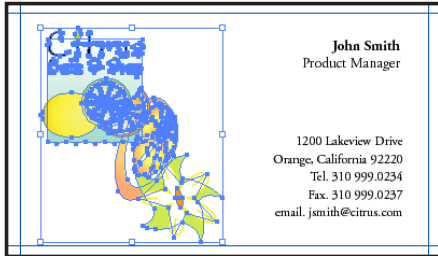 Citrus
John Smith
Product Manager
1200 Lakeview Drive
Orange, California 92220
Tel. 310 999.0234
Fax. 310 999.0237
email. jsmith@citrus.com